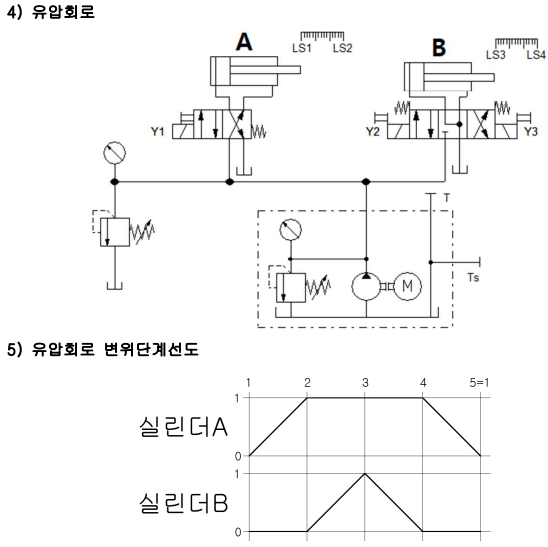 4) 유압회로
A
B
LS1 LS2
LS3 LS4
Y1
Y2
Y3
T
Ts
M
5) 유압회로 변위단계선도
1 2 3 4 5=1
1
실린더A
0
1
실린더B
0